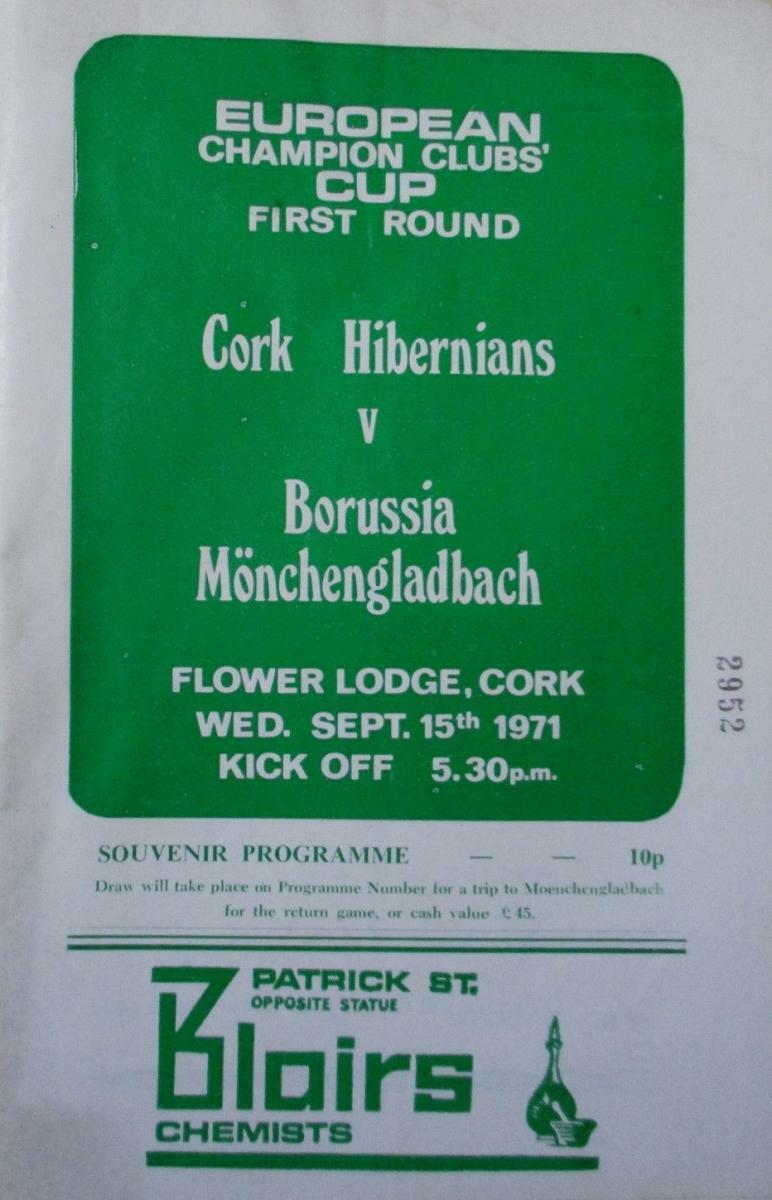 EUROPEAN
CHAMPION CLUBS'
CUP
FIRST ROUND
Cork Hibernians
v
Borussia
Mönchengladbach
FLOWER LODGE, CORK
WED. SEPT. 15th 1971
KICK OFF 5.30p.m.
2952
SOUVENIR PROGRAMME — — 10p
Draw will take place on Programme Number for a trip to Moenchengladbach
for the return game, or cash value £45.
PATRICK ST.
OPPOSITE STATUE
Blairs
CHEMISTS